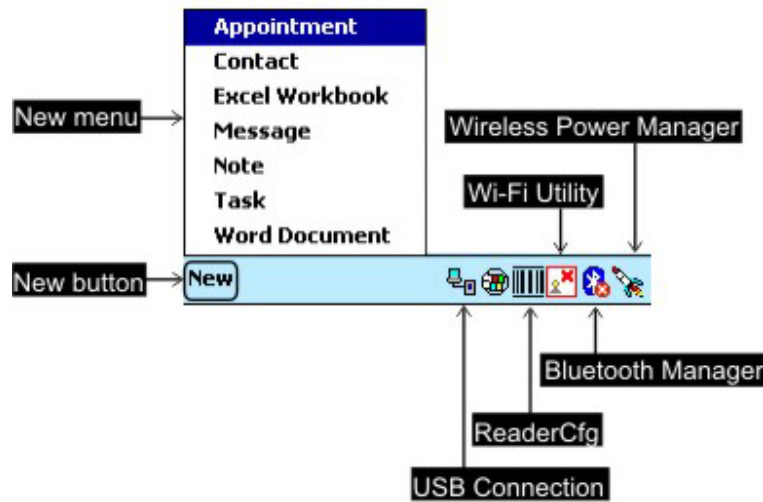 Appointment
Contact
Excel Workbook
New menu
Message
Wireless Power Manager
Note
Task
Wi-Fi Utility
Word Document
New button
New
Bluetooth Manager
ReaderCfg
USB Connection